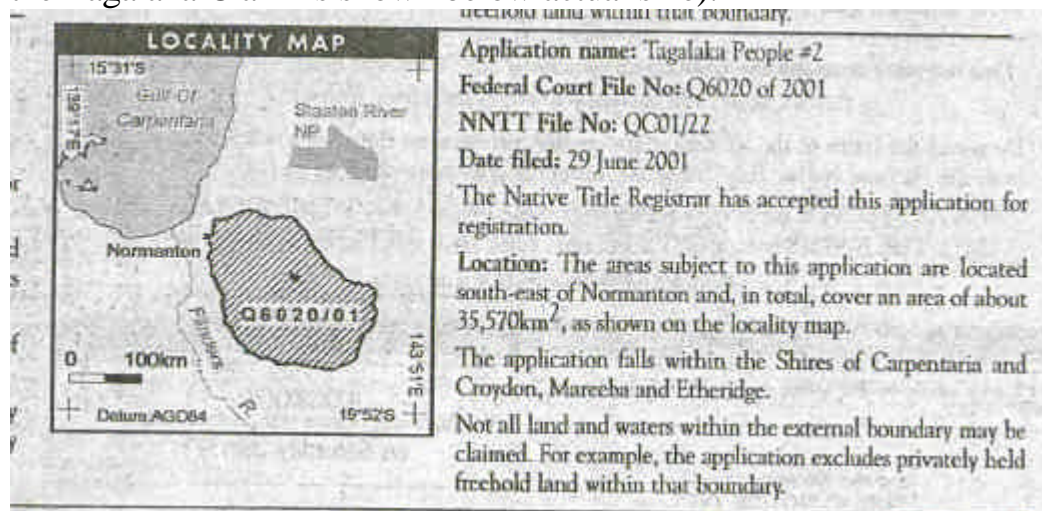 freehold land within that boundary.
LOCALITY MAP
15°31'S
139°17'E
Gulf Of
Carpentaria
Staaten River
NP
Normanton
Q6020/01
Flinders
R
0 100km
143°51'E
Datum:AGD84
19°52'S
Application name: Tagalaka People #2
Federal Court File No: Q6020 of 2001
NNTT File No: QC01/22
Date filed: 29 June 2001
The Native Title Registrar has accepted this application for
registration.
Location: The areas subject to this application are located
south-east of Normanton and, in total, cover an area of about
35,570km², as shown on the locality map.
The application falls within the Shires of Carpentaria and
Croydon, Mareeba and Etheridge.
Not all land and waters within the external boundary may be
claimed. For example, the application excludes privately held
freehold land within that boundary.